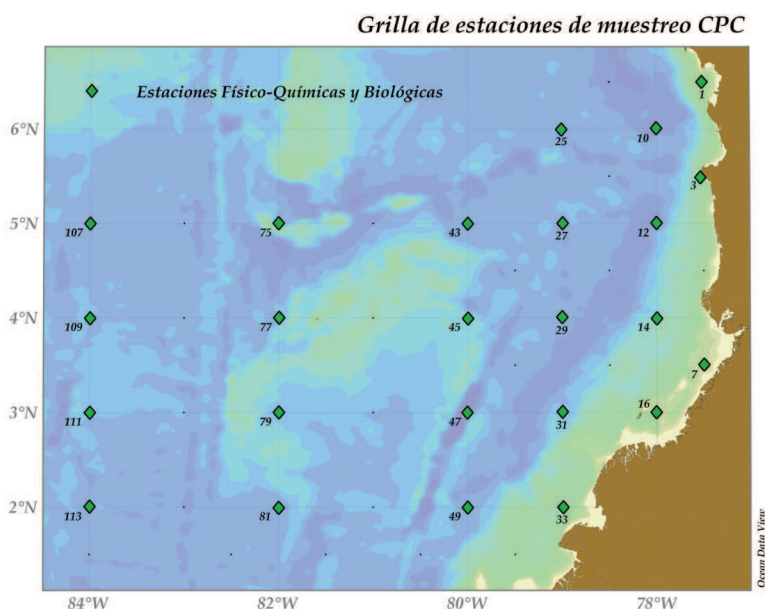 Grilla de estaciones de muestreo CPC
Estaciones Físico-Químicas y Biológicas
1
6°N
25
10
3
5°N
107
75
43
27
12
4°N
109
77
45
29
14
7
3°N
111
79
47
31
16
2°N
113
81
49
33
Ocean Data View
84°W
82°W
80°W
78°W